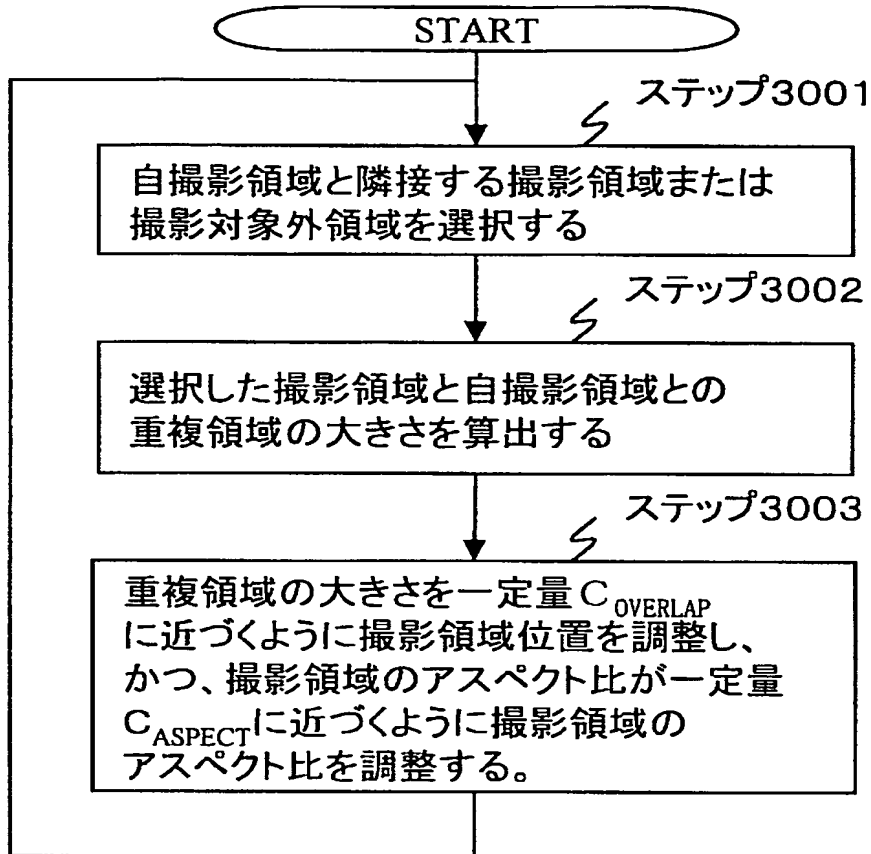 START
ステップ3001
自撮影領域と隣接する撮影領域または
撮影対象外領域を選択する
ステップ3002
選択した撮影領域と自撮影領域との
重複領域の大きさを算出する
ステップ3003
重複領域の大きさを一定量COVERLAP
に近づくように撮影領域位置を調整し、
かつ、撮影領域のアスペクト比が一定量
CASPECTに近づくように撮影領域の
アスペクト比を調整する。